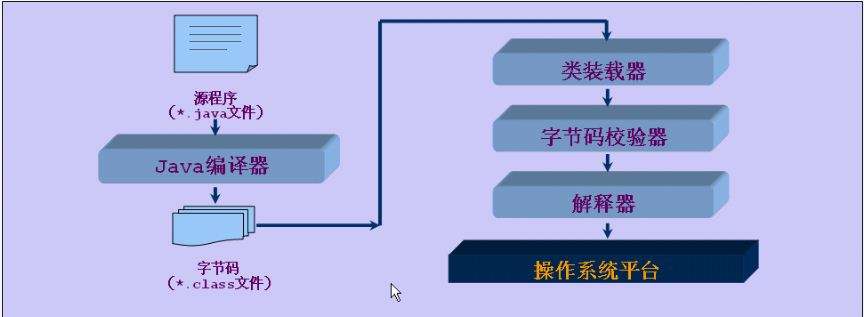 源程序
(*.java文件)
Java编译器
字节码
(*.class文件)
类装载器
字节码校验器
解释器
操作系统平台